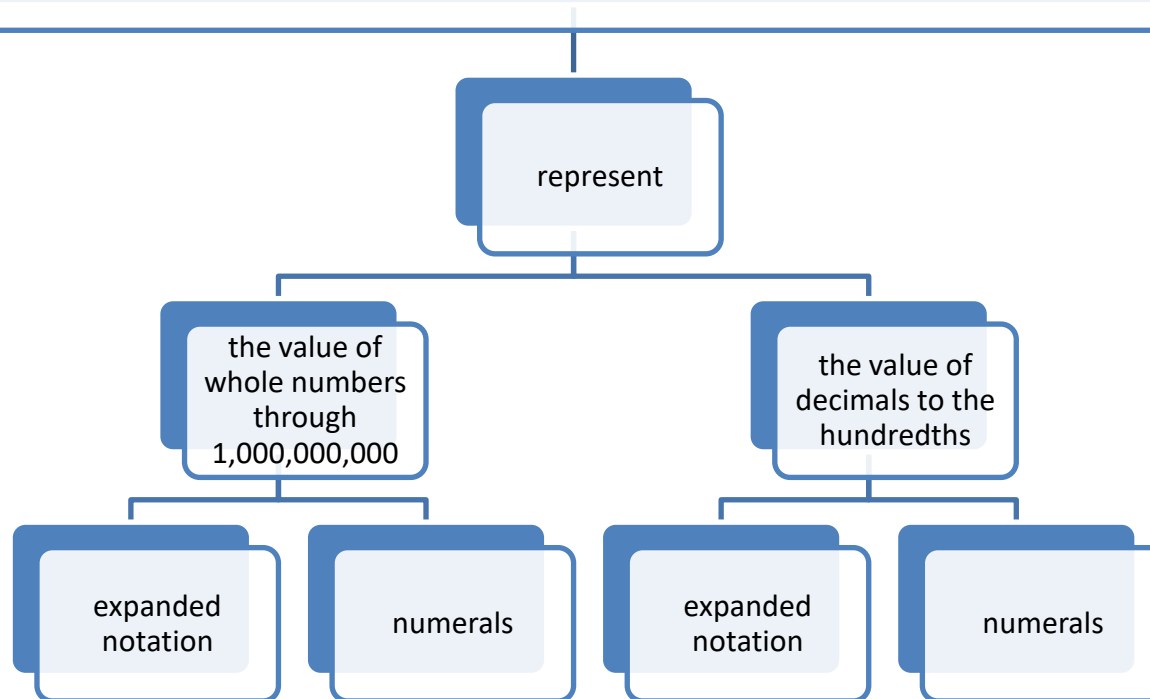 represent
the value of
whole numbers
through
1,000,000,000
the value of
decimals to the
hundredths
expanded
notation
numerals
expanded
notation
numerals